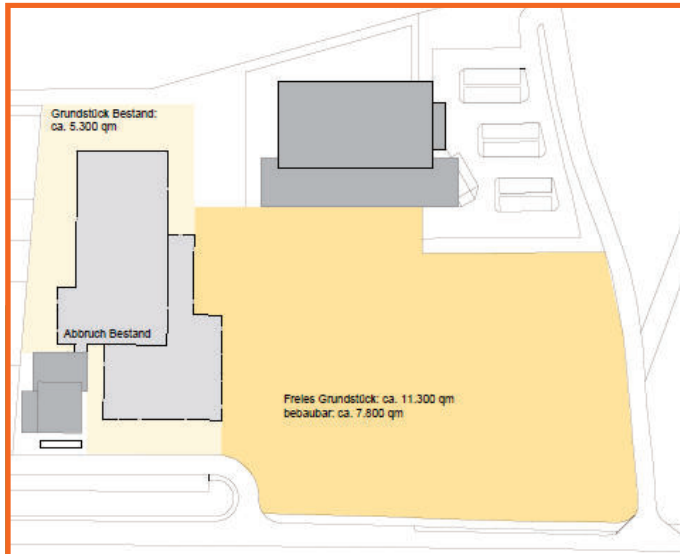 Grundstück Bestand:
ca. 5.300 qm
Abbruch Bestand
Freies Grundstück: ca. 11.300 qm
bebaubar: ca. 7.800 qm